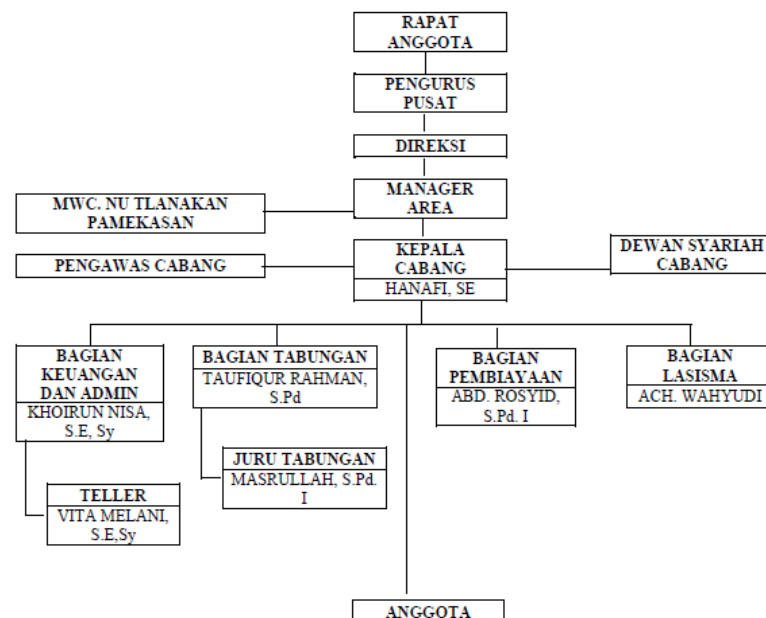 RAPAT
ANGGOTA
PENGURUS
PUSAT
DIREKSI
MANAGER
AREA
MWC. NU TLANAKAN
PAMEKASAN
KEPALA
CABANG
HANAFI, SE
PENGAWAS CABANG
DEWAN SYARIAH
CABANG
BAGIAN
KEUANGAN
DAN ADMIN
KHOIRUN NISA,
S.E, Sy
BAGIAN TABUNGAN
TAUFIQUR RAHMAN,
S.Pd
BAGIAN
PEMBIAYAAN
ABD. ROSYID,
S.Pd. I
BAGIAN
LASISMA
ACH. WAHYUDI
JURU TABUNGAN
MASRULLAH, S.Pd.
I
TELLER
VITA MELANI,
S.E,Sy
ANGGOTA